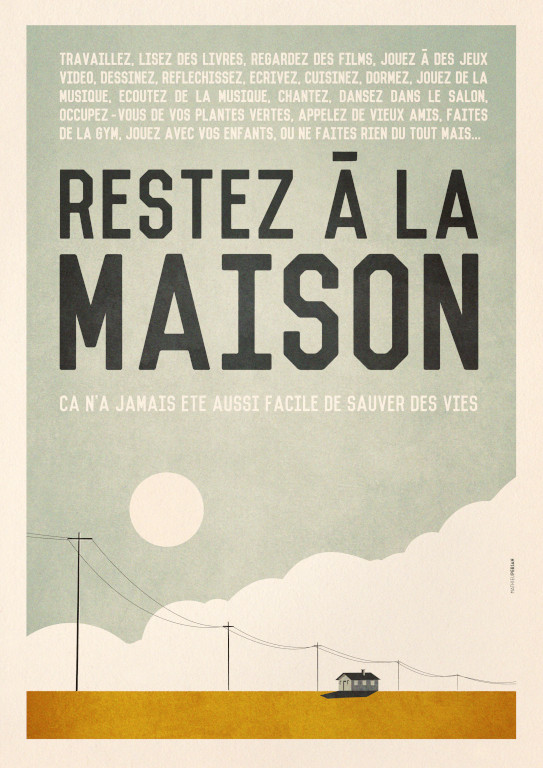 TRAVAILLEZ, LISEZ DES LIVRES, REGARDEZ DES FILMS, JOUEZ Ā DES JEUX
VIDEO, DESSINEZ, REFLECHISSEZ, ECRIVEZ, CUISINEZ, DORMEZ, JOUEZ DE LA
MUSIQUE, ECOUTEZ DE LA MUSIQUE, CHANTEZ, DANSEZ DANS LE SALON,
OCCUPEZ-VOUS DE VOS PLANTES VERTES, APPELEZ DE VIEUX AMIS, FAITES
DE LA GYM, JOUEZ AVEC VOS ENFANTS, OU NE FAITES RIEN DU TOUT MAIS...
RESTEZ Ā LA
MAISON
CA N'A JAMAIS ETE AUSSI FACILE DE SAUVER DES VIES